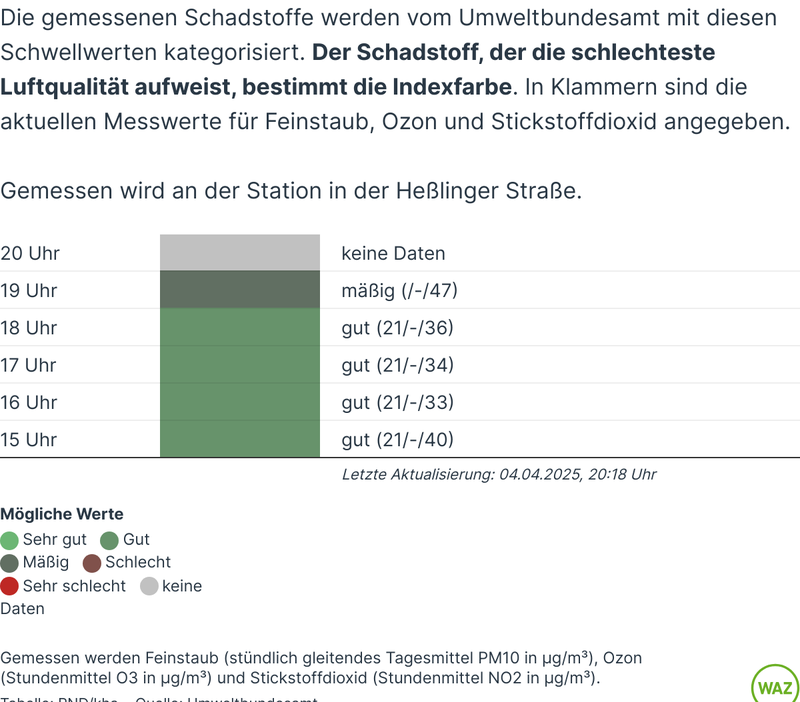 Die gemessenen Schadstoffe werden vom Umweltbundesamt mit diesen
Schwellwerten kategorisiert. Der Schadstoff, der die schlechteste
Luftqualität aufweist, bestimmt die Indexfarbe. In Klammern sind die
aktuellen Messwerte für Feinstaub, Ozon und Stickstoffdioxid angegeben.
Gemessen wird an der Station in der Heßlinger Straße.
20 Uhr keine Daten
19 Uhr mäßig (/-/47)
18 Uhr gut (21/-/36)
17 Uhr gut (21/-/34)
16 Uhr gut (21/-/33)
15 Uhr gut (21/-/40)
Letzte Aktualisierung: 04.04.2025, 20:18 Uhr
Mögliche Werte
Sehr gut Gut
Mäßig Schlecht
Sehr schlecht keine
Daten
Gemessen werden Feinstaub (stündlich gleitendes Tagesmittel PM10 in µg/m³), Ozon
(Stundenmittel O3 in µg/m³) und Stickstoffdioxid (Stundenmittel NO2 in µg/m³).
WAZ
Tabelle: RND/kha Quelle: Umweltbundesamt